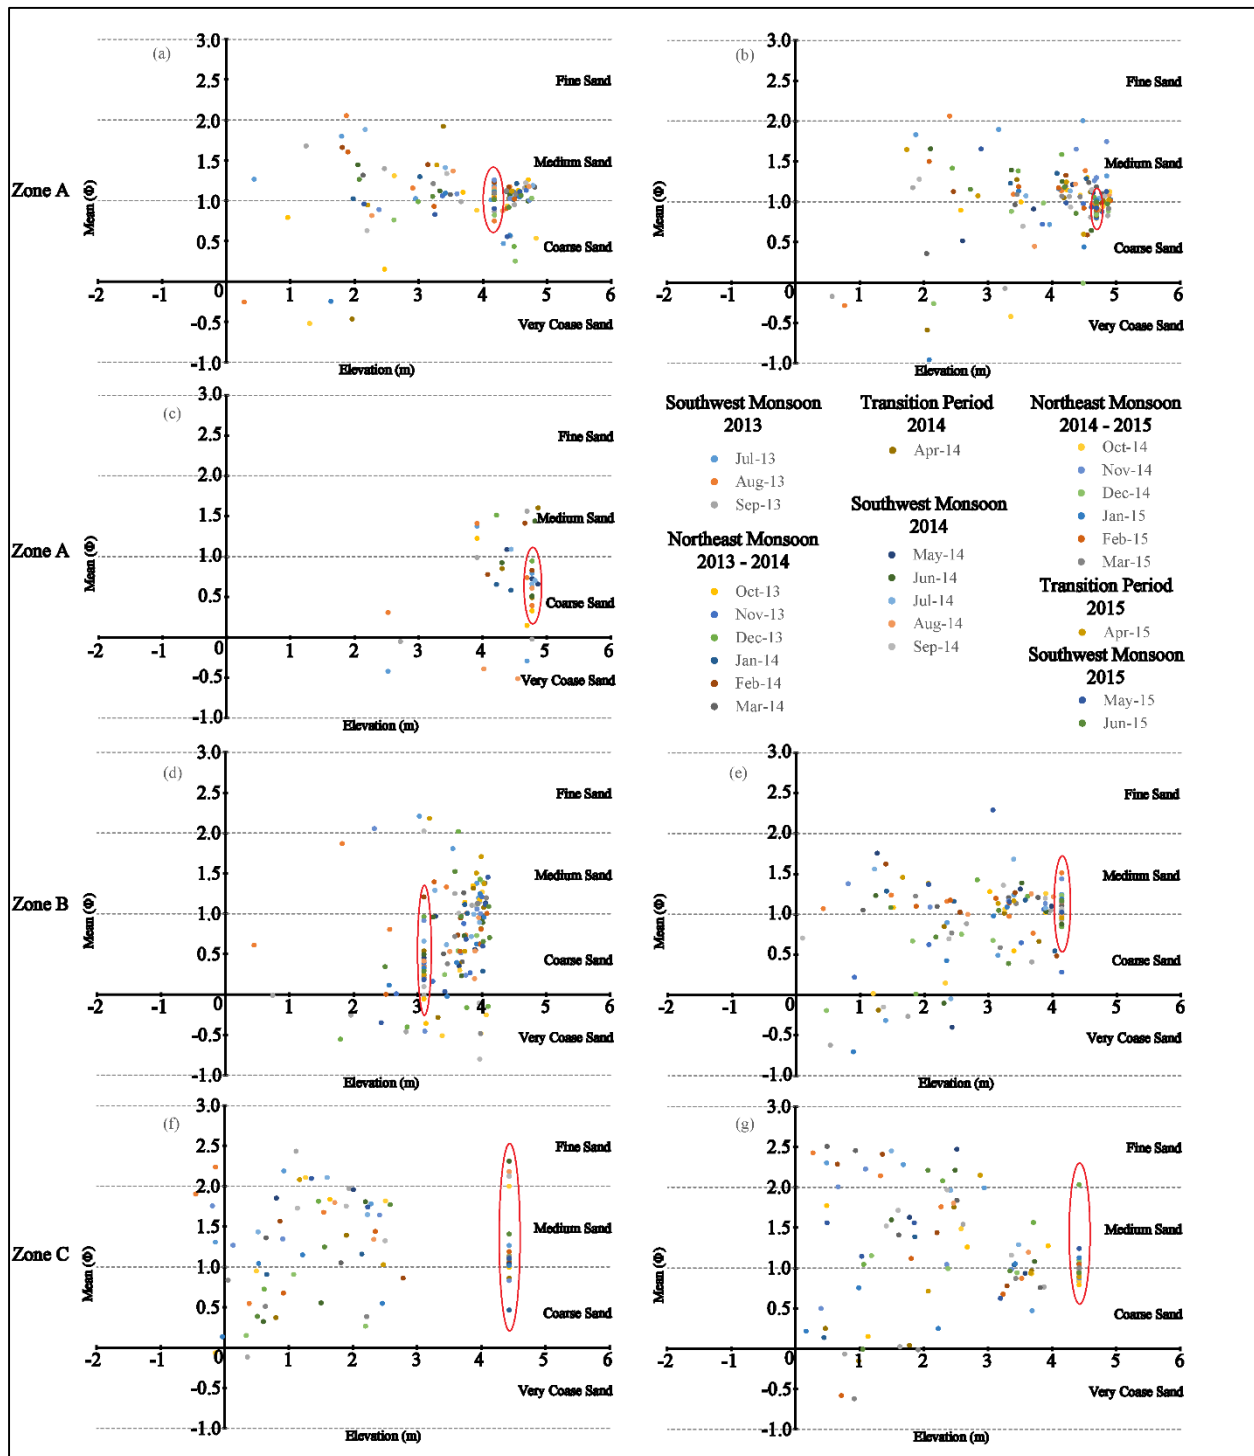 (a)
3.0
2.5
Fine Sand
2.0
1.5
Medium Sand
Zone A
Mean (Φ)
1.0
0.5
Coarse Sand
-2 -1 0 1 2 3 4 5 6
-0.5
Very Coase Sand
-1.0
Elevation (m)
(b)
3.0
2.5
Fine Sand
2.0
1.5
Medium Sand
Mean (Φ)
1.0
0.5
Coarse Sand
-2 -1 0 1 2 3 4 5 6
-0.5
Very Coase Sand
-1.0
Elevation (m)
(c)
3.0
2.5
Fine Sand
2.0
1.5
Medium Sand
Zone A
Mean (Φ)
1.0
0.5
Coarse Sand
-2 -1 0 1 2 3 4 5 6
-0.5
Very Coase Sand
-1.0
Elevation (m)
Southwest Monsoon
2013
Jul-13
Aug-13
Sep-13
Northeast Monsoon
2013 - 2014
Oct-13
Nov-13
Dec-13
Jan-14
Feb-14
Mar-14
Transition Period
2014
Apr-14
Southwest Monsoon
2014
May-14
Jun-14
Jul-14
Aug-14
Sep-14
Northeast Monsoon
2014 - 2015
Oct-14
Nov-14
Dec-14
Jan-15
Feb-15
Mar-15
Transition Period
2015
Apr-15
Southwest Monsoon
2015
May-15
Jun-15
(d)
3.0
2.5
Fine Sand
2.0
1.5
Medium Sand
Zone B
Mean (Φ)
1.0
0.5
Coarse Sand
-2 -1 0 1 2 3 4 5 6
-0.5
Very Coase Sand
-1.0
Elevation (m)
(e)
3.0
2.5
Fine Sand
2.0
1.5
Medium Sand
Mean (Φ)
1.0
0.5
Coarse Sand
-2 -1 0 1 2 3 4 5 6
-0.5
Very Coase Sand
-1.0
Elevation (m)
(f)
3.0
2.5
Fine Sand
2.0
1.5
Medium Sand
Zone C
Mean (Φ)
1.0
0.5
Coarse Sand
-2 -1 0 1 2 3 4 5 6
-0.5
Very Coase Sand
-1.0
Elevation (m)
(g)
3.0
2.5
Fine Sand
2.0
1.5
Medium Sand
Mean (Φ)
1.0
0.5
Coarse Sand
-2 -1 0 1 2 3 4 5 6
-0.5
Very Coase Sand
-1.0
Elevation (m)